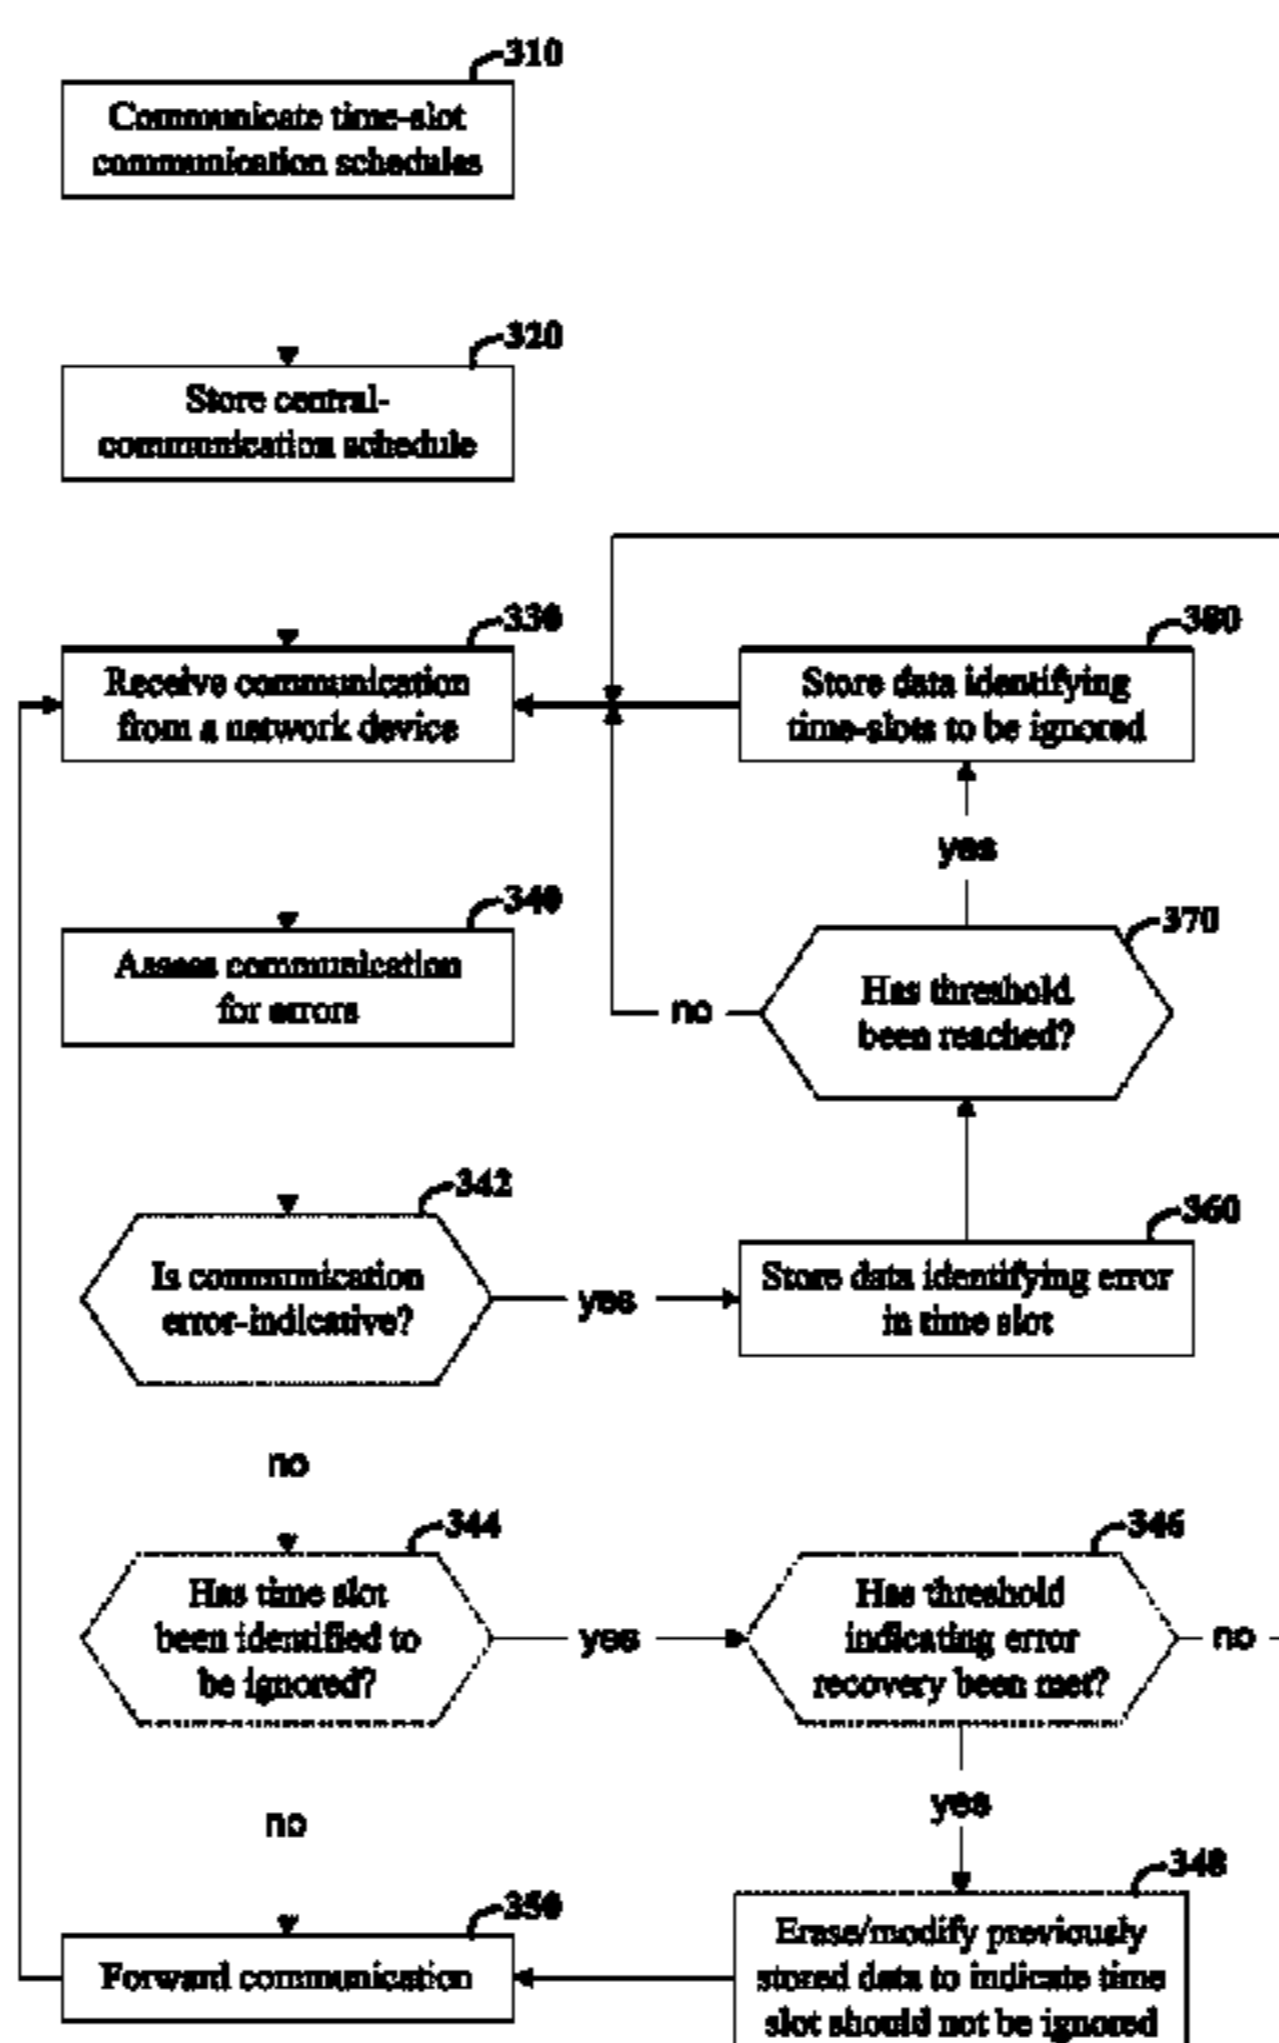 310
Communicate time-slot
communication schedules
320
Store central-
communication schedule
330
Receive communication
from a network device
380
Store data identifying
time-slots to be ignored
yes
340
Assess communication
for errors
370
Has threshold
been reached?
no
342
Is communication
error-indicative?
yes
360
Store data identifying error
in time slot
no
344
Has time slot
been identified to
be ignored?
yes
346
Has threshold
indicating error
recovery been met?
no
no
yes
348
Erase/modify previously
stored data to indicate time
slot should not be ignored
350
Forward communication